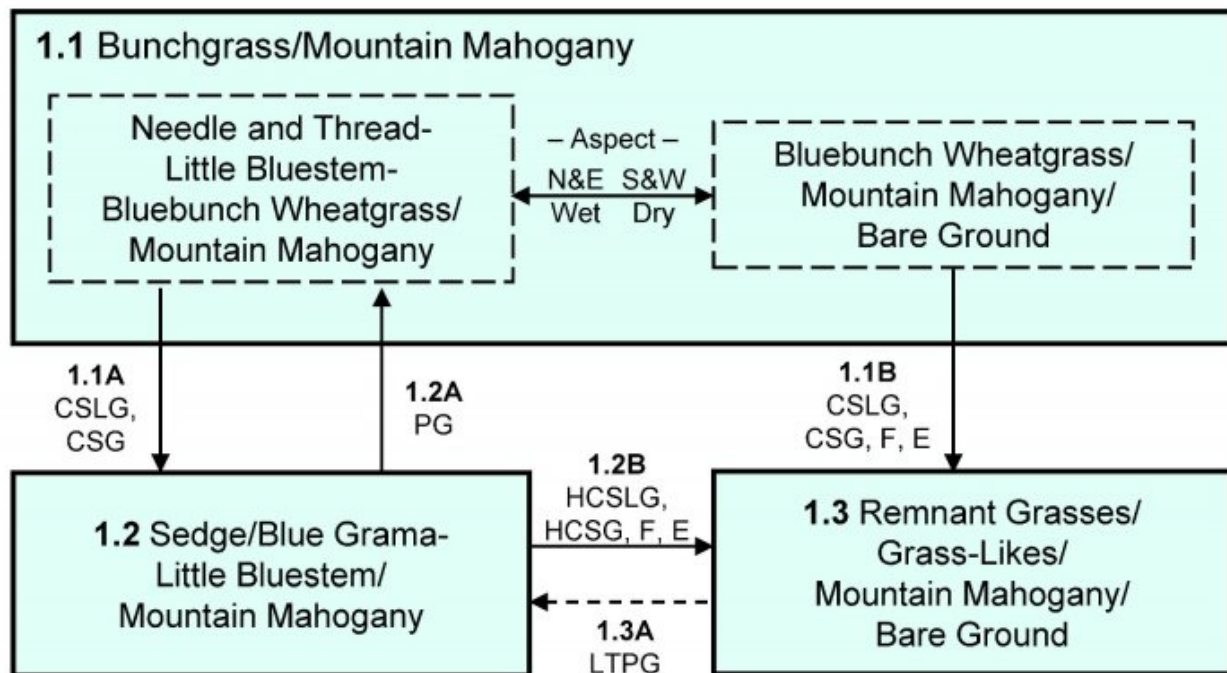 1.1 Bunchgrass/Mountain Mahogany
Needle and Thread-
Little Bluestem-
Bluebunch Wheatgrass/
Mountain Mahogany
– Aspect –
N&E S&W
Wet Dry
Bluebunch Wheatgrass/
Mountain Mahogany/
Bare Ground
1.1A
CSLG,
CSG
1.2A
PG
1.1B
CSLG,
CSG, F, E
1.2 Sedge/Blue Grama-
Little Bluestem/
Mountain Mahogany
1.2B
HCSLG,
HCSG, F, E
1.3A
LTPG
1.3 Remnant Grasses/
Grass-Likes/
Mountain Mahogany/
Bare Ground